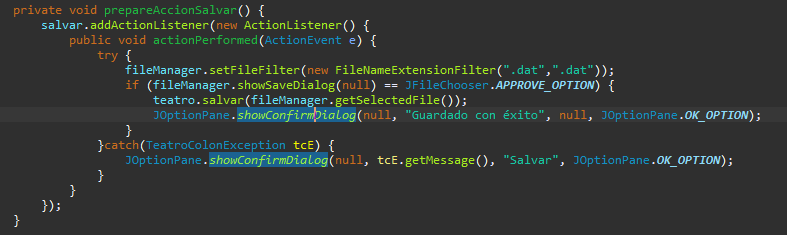 private void prepareAccionSalvar() {
    salvar.addActionListener(new ActionListener() {
        public void actionPerformed(ActionEvent e) {
            try {
                fileManager.setFileFilter(new FileNameExtensionFilter(".dat",".dat"));
                if (fileManager.showSaveDialog(null) == JFileChooser.APPROVE_OPTION) {
                    teatro.salvar(fileManager.getSelectedFile());
                    JOptionPane.showConfirmDialog(null, "Guardado con éxito", null, JOptionPane.OK_OPTION);
                }
            }catch(TeatroColonException tcE) {
                JOptionPane.showConfirmDialog(null, tcE.getMessage(), "Salvar", JOptionPane.OK_OPTION);
            }
        }
    });
}